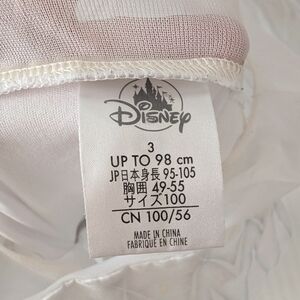 Disney
3
UP TO 98 cm
JP日本身長 95-105
胸囲 49-55
サイズ100
CN 100/56
MADE IN CHINA
FABRIQUÉ EN CHINE